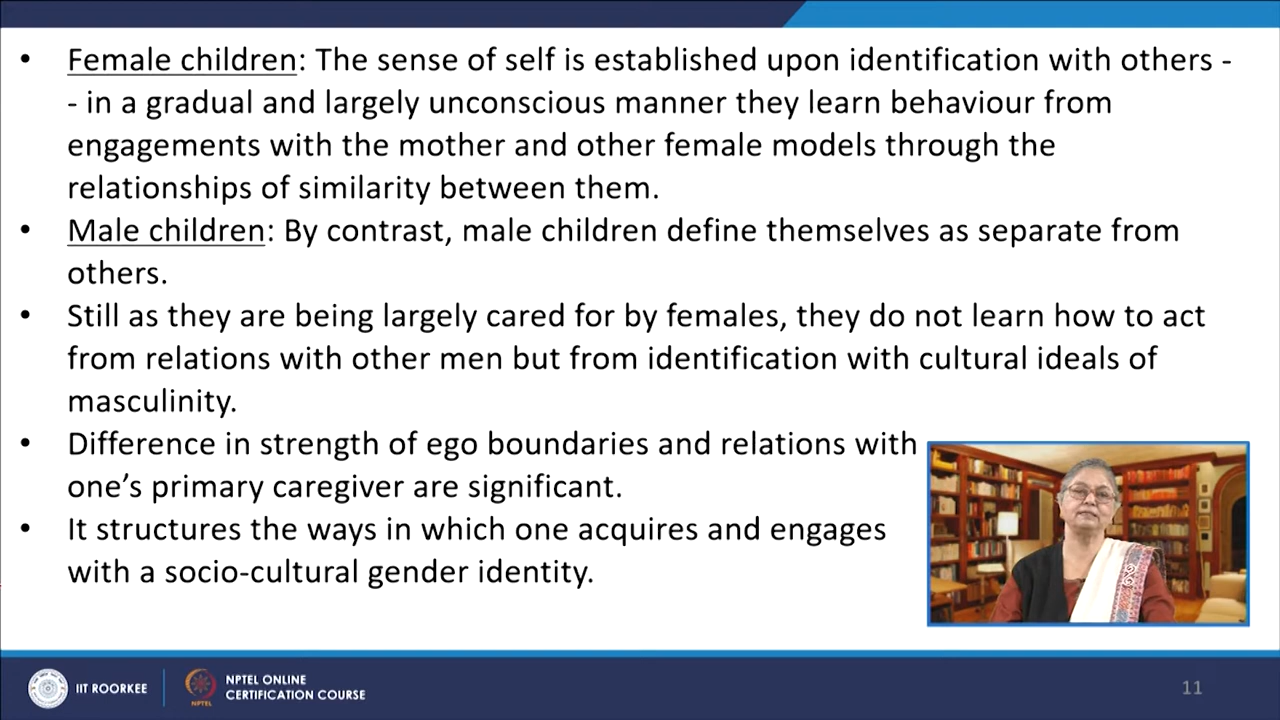 • Female children: The sense of self is established upon identification with others -
- in a gradual and largely unconscious manner they learn behaviour from
engagements with the mother and other female models through the
relationships of similarity between them.
• Male children: By contrast, male children define themselves as separate from
others.
• Still as they are being largely cared for by females, they do not learn how to act
from relations with other men but from identification with cultural ideals of
masculinity.
• Difference in strength of ego boundaries and relations with
one’s primary caregiver are significant.
• It structures the ways in which one acquires and engages
with a socio-cultural gender identity.
IIT ROORKEE
NPTEL
NPTEL ONLINE
CERTIFICATION COURSE
11